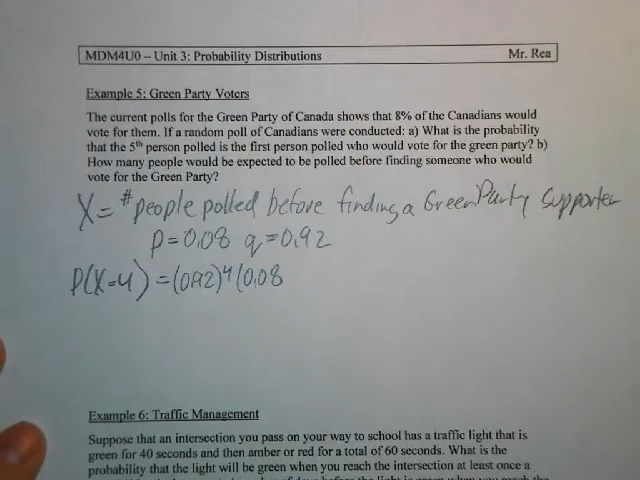 MDM4U0 – Unit 3: Probability Distributions Mr. Rea
Example 5: Green Party Voters
The current polls for the Green Party of Canada shows that 8% of the Canadians would
vote for them. If a random poll of Canadians were conducted: a) What is the probability
that the 5th person polled is the first person polled who would vote for the green party? b)
How many people would be expected to be polled before finding someone who would
vote for the Green Party?
X = # people polled before finding a Green Party supporter
p=0.08 q=0.92
P(X=4) = (0.92)^4 (0.08
Example 6: Traffic Management
Suppose that an intersection you pass on your way to school has a traffic light that is
green for 40 seconds and then amber or red for a total of 60 seconds. What is the
probability that the light will be green when you reach the intersection at least once a